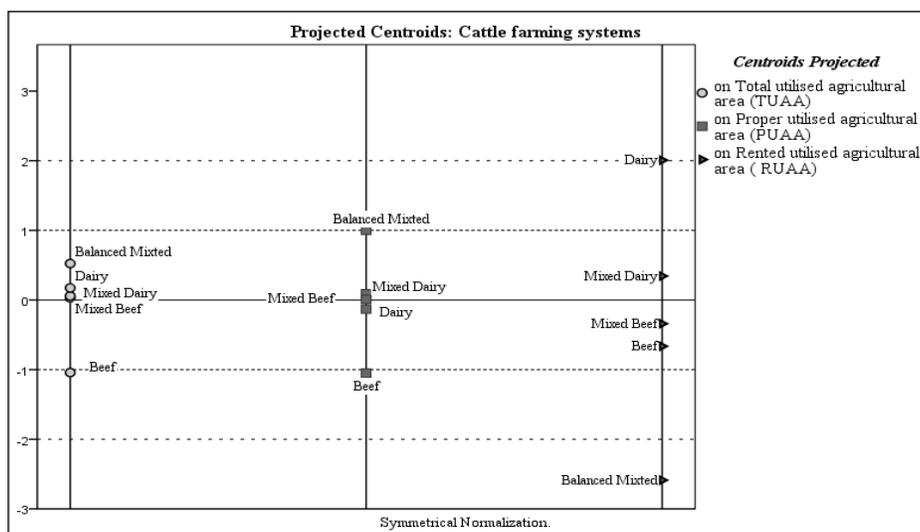 Projected Centroids: Cattle farming systems
Centroids Projected
on Total utilised agricultural
area (TUAA)
on Proper utilised agricultural
area (PUAA)
on Rented utilised agricultural
area ( RUAA)
3
2
1
0
-1
-2
-3
Balanced Mixted
Dairy
Mixed Dairy
Mixed Beef
Beef
Balanced Mixted
Mixed Dairy
Mixed Beef
Dairy
Beef
Dairy
Mixed Dairy
Mixed Beef
Beef
Balanced Mixted
Symmetrical Normalization.